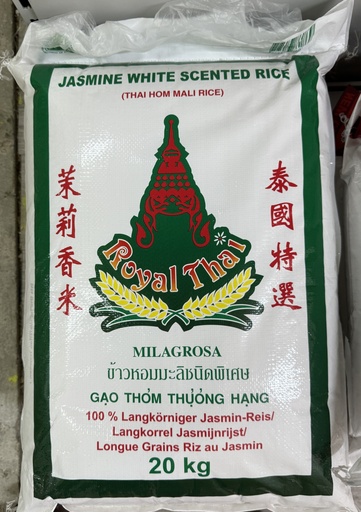 JASMINE WHITE SCENTED RICE
(THAI HOM MALI RICE)
茉莉香米
泰國特選
Royal Thai
MILAGROSA
ข้าวหอมมะลิชนิดพิเศษ
GẠO THỎM THUỌNG HẠNG
100 % Langkörniger Jasmin-Reis/
Langkorrel Jasmijnrijst/
Longue Grains Riz au Jasmin
20 kg